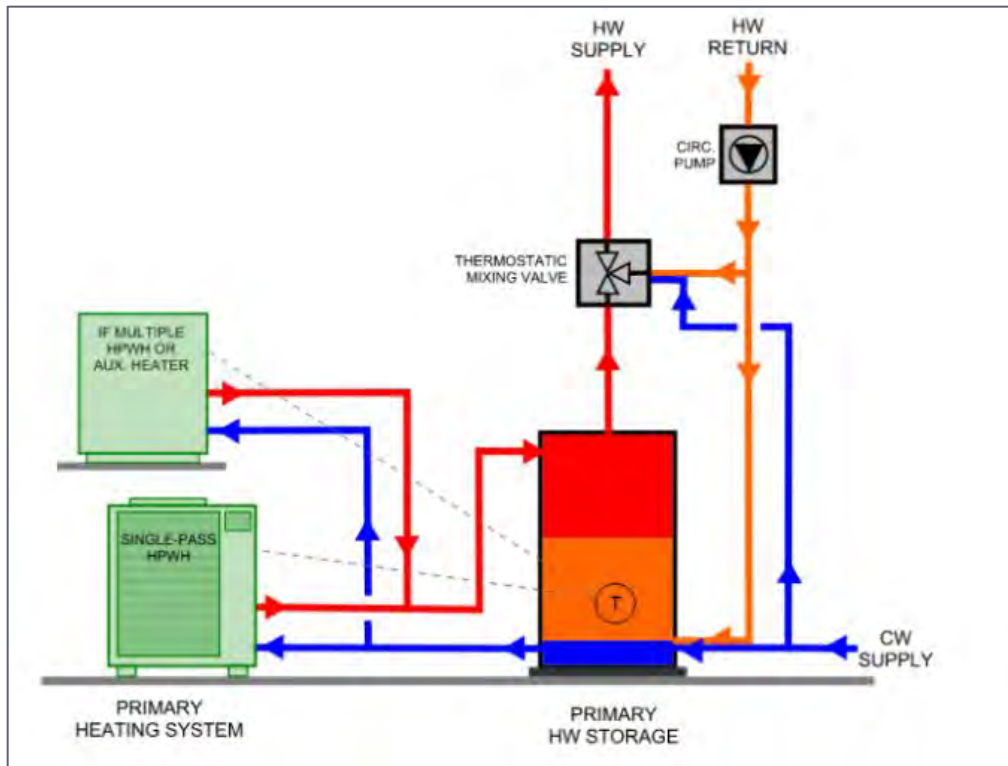 HW
SUPPLY
HW
RETURN
CIRC.
PUMP
THERMOSTATIC
MIXING VALVE
IF MULTIPLE
HPWH OR
AUX. HEATER
SINGLE-PASS
HPWH
T
CW
SUPPLY
PRIMARY
HEATING SYSTEM
PRIMARY
HW STORAGE